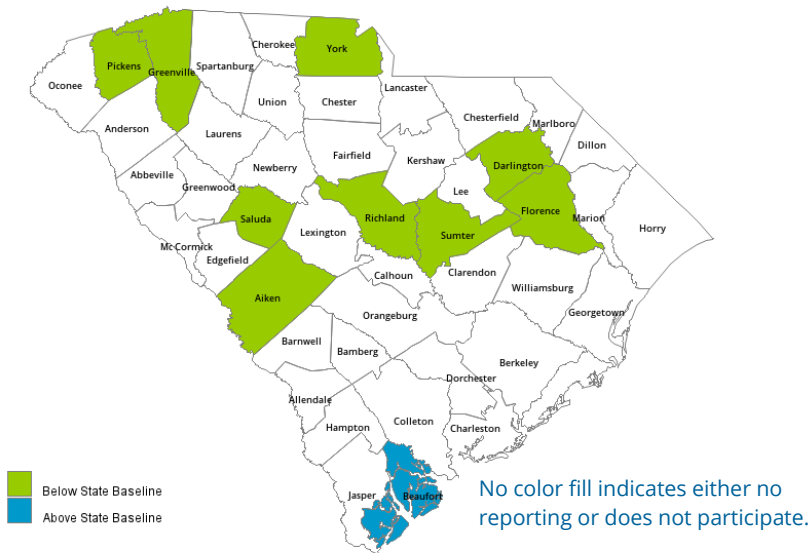 Cherokee
York
Pickens
Greenville
Spartanburg
Oconee
Union
Chester
Lancaster
Chesterfield
Marlboro
Anderson
Laurens
Dillon
Fairfield
Kershaw
Darlington
Newberry
Abbeville
Greenwood
Lee
Saluda
Richland
Florence
Marion
Horry
Lexington
Sumter
Mc Cormick
Edgefield
Calhoun
Clarendon
Williamsburg
Aiken
Orangeburg
Georgetown
Barnwell
Bamberg
Berkeley
Dorchester
Allendale
Colleton
Hampton
Charleston
Jasper
Beaufort
Below State Baseline
Above State Baseline
No color fill indicates either no
reporting or does not participate.